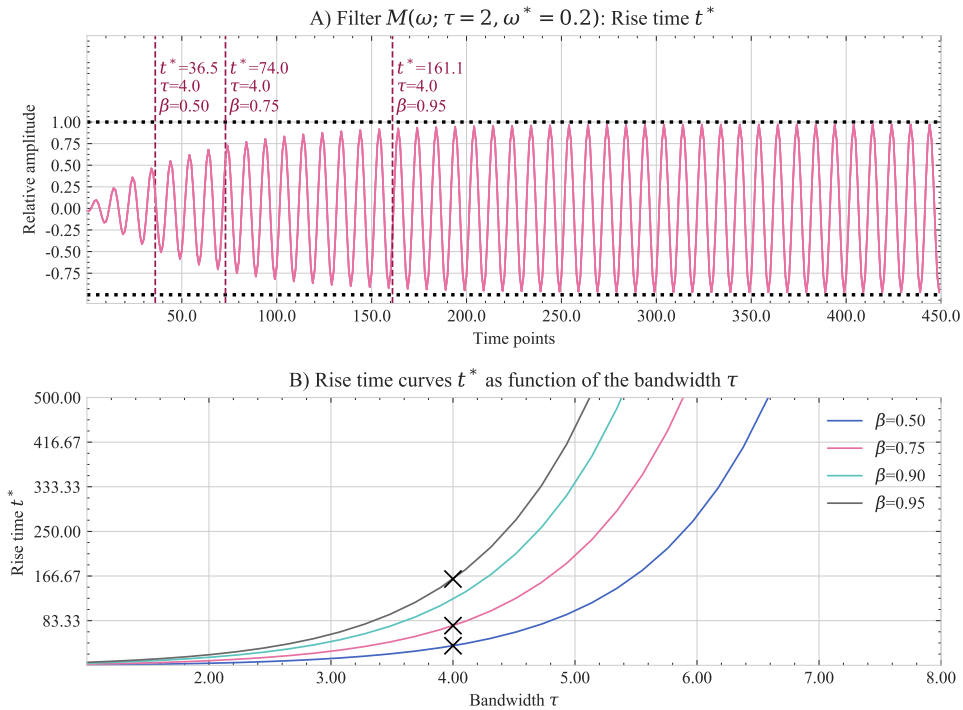 A) Filter M(ω; τ = 2, ω* = 0.2): Rise time t*
t*=36.5
τ=4.0
β=0.50
t*=74.0
τ=4.0
β=0.75
t*=161.1
τ=4.0
β=0.95
Relative amplitude
1.00
0.75
0.50
0.25
0.00
-0.25
-0.50
-0.75
50.0 100.0 150.0 200.0 250.0 300.0 350.0 400.0 450.0
Time points
B) Rise time curves t* as function of the bandwidth τ
Rise time t*
500.00
416.67
333.33
250.00
166.67
83.33
β=0.50
β=0.75
β=0.90
β=0.95
2.00 3.00 4.00 5.00 6.00 7.00 8.00
Bandwidth τ